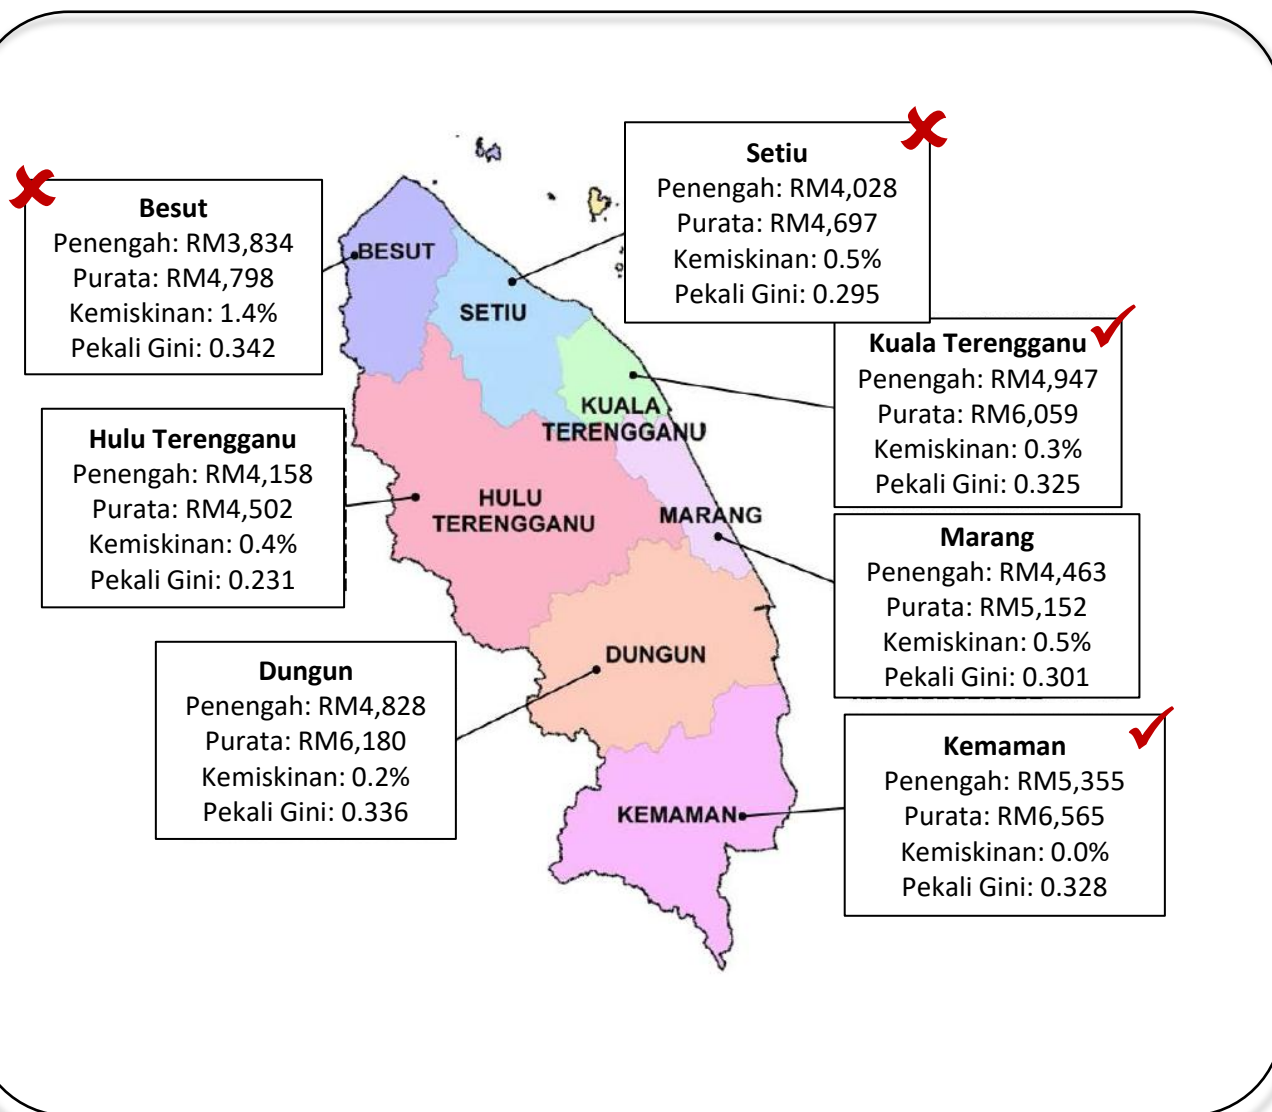 Setiu
Penengah: RM4,028
Purata: RM4,697
Kemiskinan: 0.5%
Pekali Gini: 0.295
Besut
Penengah: RM3,834
Purata: RM4,798
Kemiskinan: 1.4%
Pekali Gini: 0.342
BESUT
SETIU
Kuala Terengganu
Penengah: RM4,947
Purata: RM6,059
Kemiskinan: 0.3%
Pekali Gini: 0.325
KUALA
TERENGGANU
Hulu Terengganu
Penengah: RM4,158
Purata: RM4,502
Kemiskinan: 0.4%
Pekali Gini: 0.231
HULU
TERENGGANU
MARANG
Marang
Penengah: RM4,463
Purata: RM5,152
Kemiskinan: 0.5%
Pekali Gini: 0.301
Dungun
Penengah: RM4,828
Purata: RM6,180
Kemiskinan: 0.2%
Pekali Gini: 0.336
DUNGUN
Kemaman
Penengah: RM5,355
Purata: RM6,565
Kemiskinan: 0.0%
Pekali Gini: 0.328
KEMAMAN